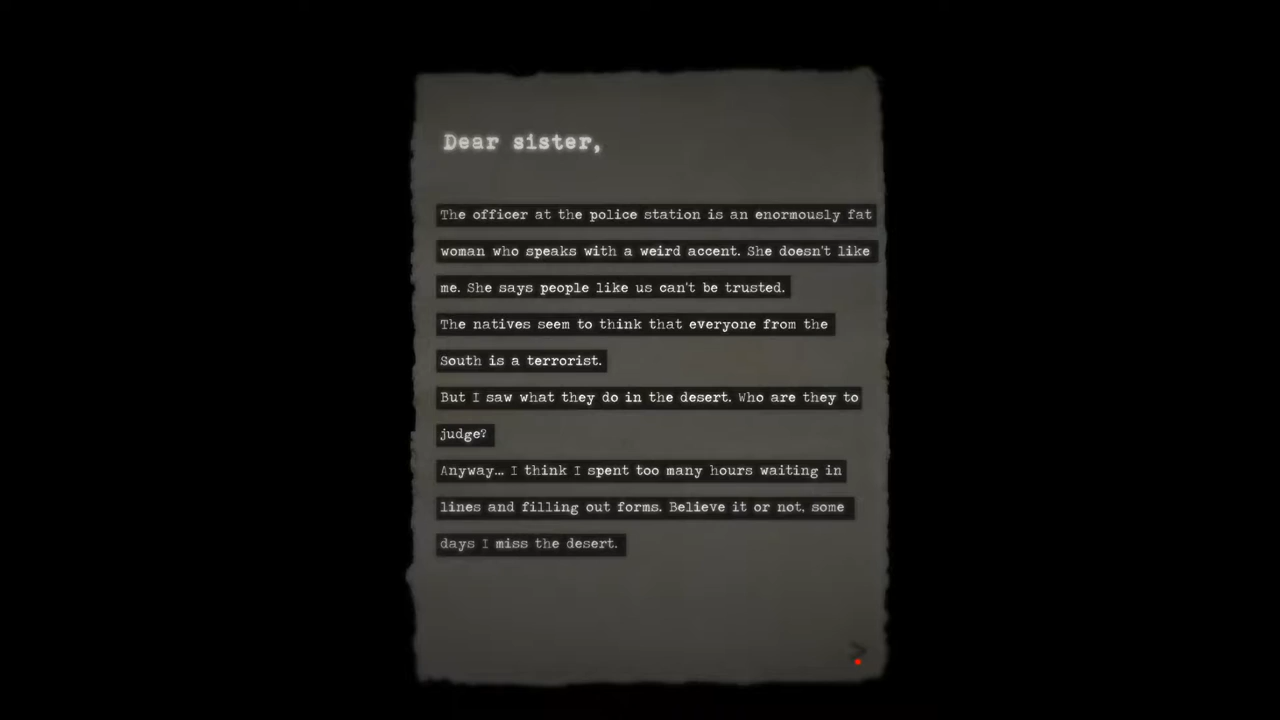 Dear sister,
The officer at the police station is an enormously fat
woman who speaks with a weird accent. She doesn't like
me. She says people like us can't be trusted.
The natives seem to think that everyone from the
South is a terrorist.
But I saw what they do in the desert. Who are they to
judge?
Anyway... I think I spent too many hours waiting in
lines and filling out forms. Believe it or not, some
days I miss the desert.
>